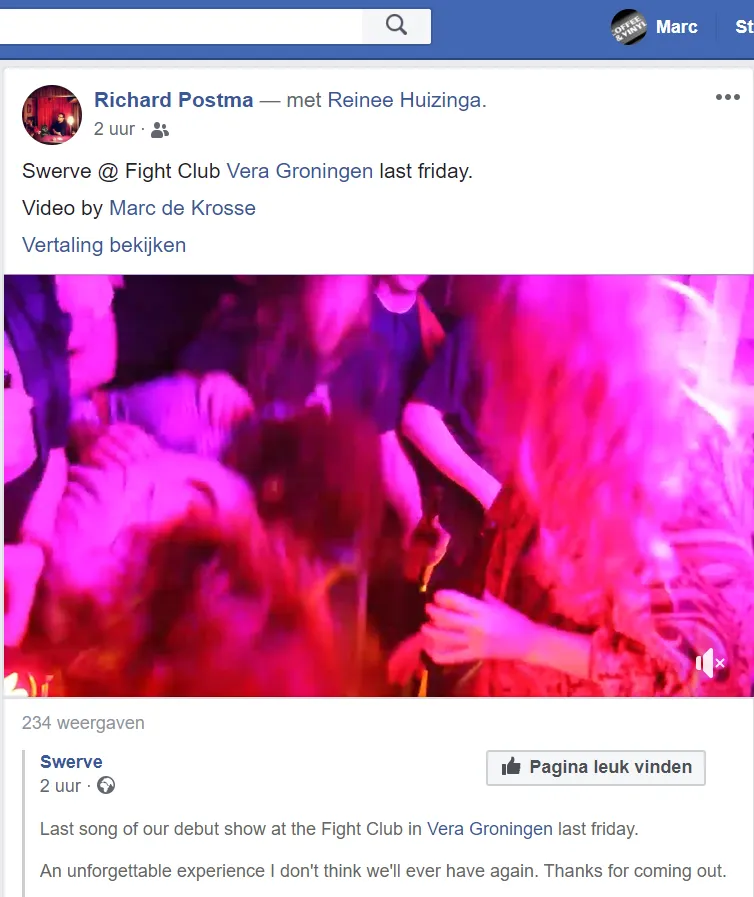 COFFEE
&VINYL
Marc
St
Richard Postma — met Reinee Huizinga.
2 uur ·
Swerve @ Fight Club Vera Groningen last friday.
Video by Marc de Krosse
Vertaling bekijken
234 weergaven
Swerve
Pagina leuk vinden
2 uur ·
Last song of our debut show at the Fight Club in Vera Groningen last friday.
An unforgettable experience I don't think we'll ever have again. Thanks for coming out.